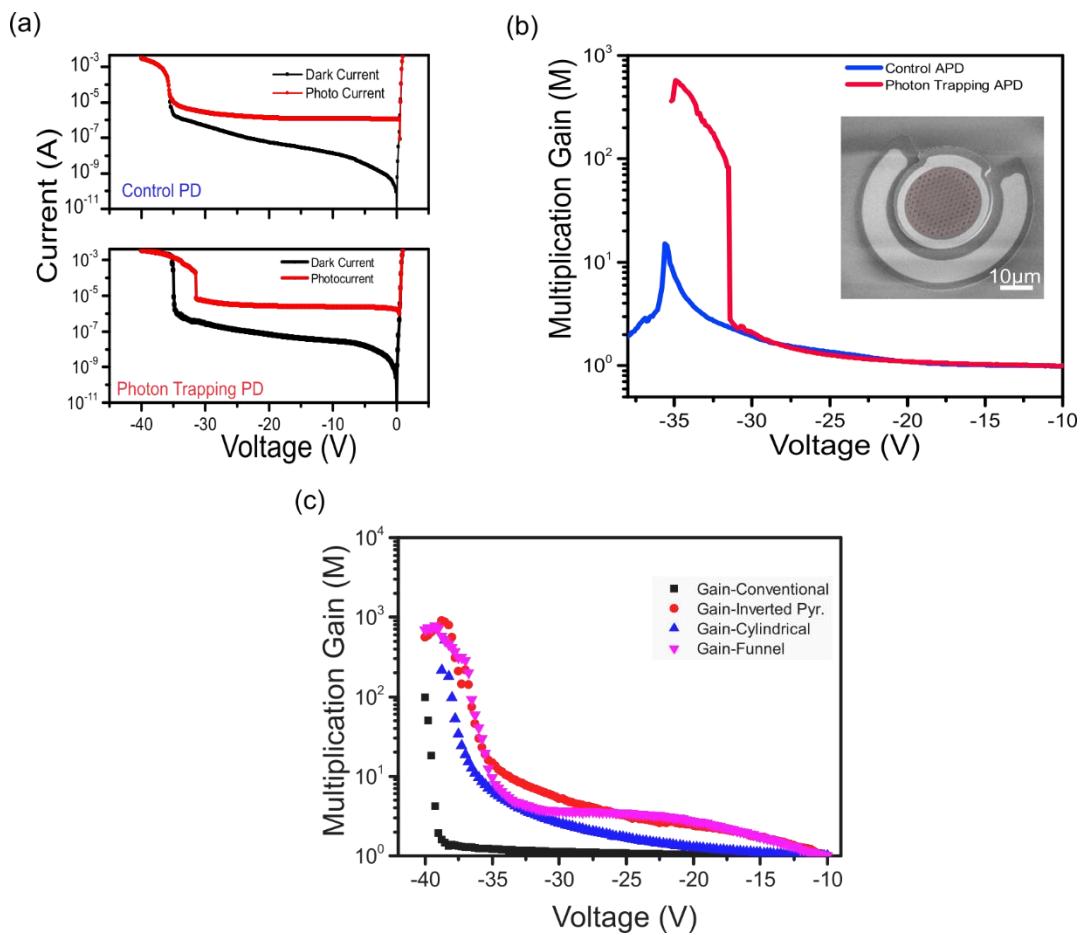 (a)
10⁻³
10⁻⁵
10⁻⁷
10⁻⁹
10⁻¹¹
Dark Current
Photo Current
Control PD
10⁻³
10⁻⁵
10⁻⁷
10⁻⁹
10⁻¹¹
Dark Current
Photocurrent
Photon Trapping PD
Current (A)
-40 -30 -20 -10 0
Voltage (V)
(b)
10³
10²
10¹
10⁰
Multiplication Gain (M)
Control APD
Photon Trapping APD
10μm
-35 -30 -25 -20 -15 -10
Voltage (V)
(c)
10⁴
10³
10²
10¹
10⁰
Multiplication Gain (M)
Gain-Conventional
Gain-Inverted Pyr.
Gain-Cylindrical
Gain-Funnel
-40 -35 -30 -25 -20 -15 -10
Voltage (V)